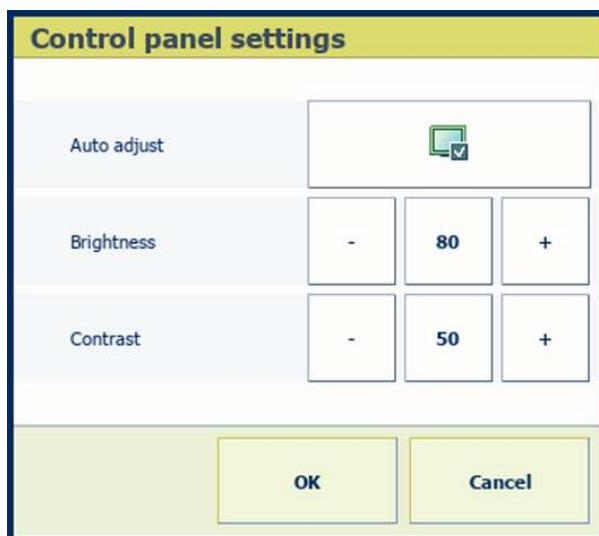 Control panel settings
Auto adjust
Brightness - 80 +
Contrast - 50 +
OK Cancel